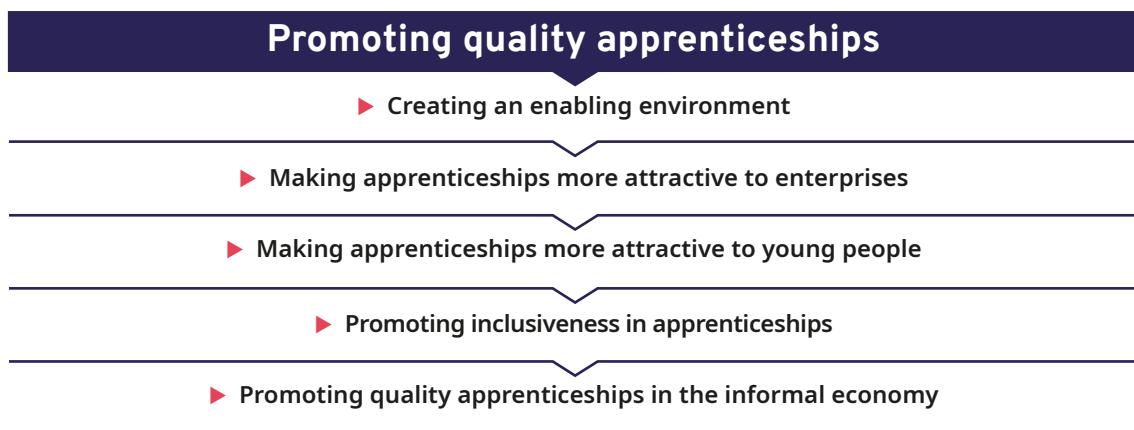 Promoting quality apprenticeships
Creating an enabling environment
Making apprenticeships more attractive to enterprises
Making apprenticeships more attractive to young people
Promoting inclusiveness in apprenticeships
Promoting quality apprenticeships in the informal economy